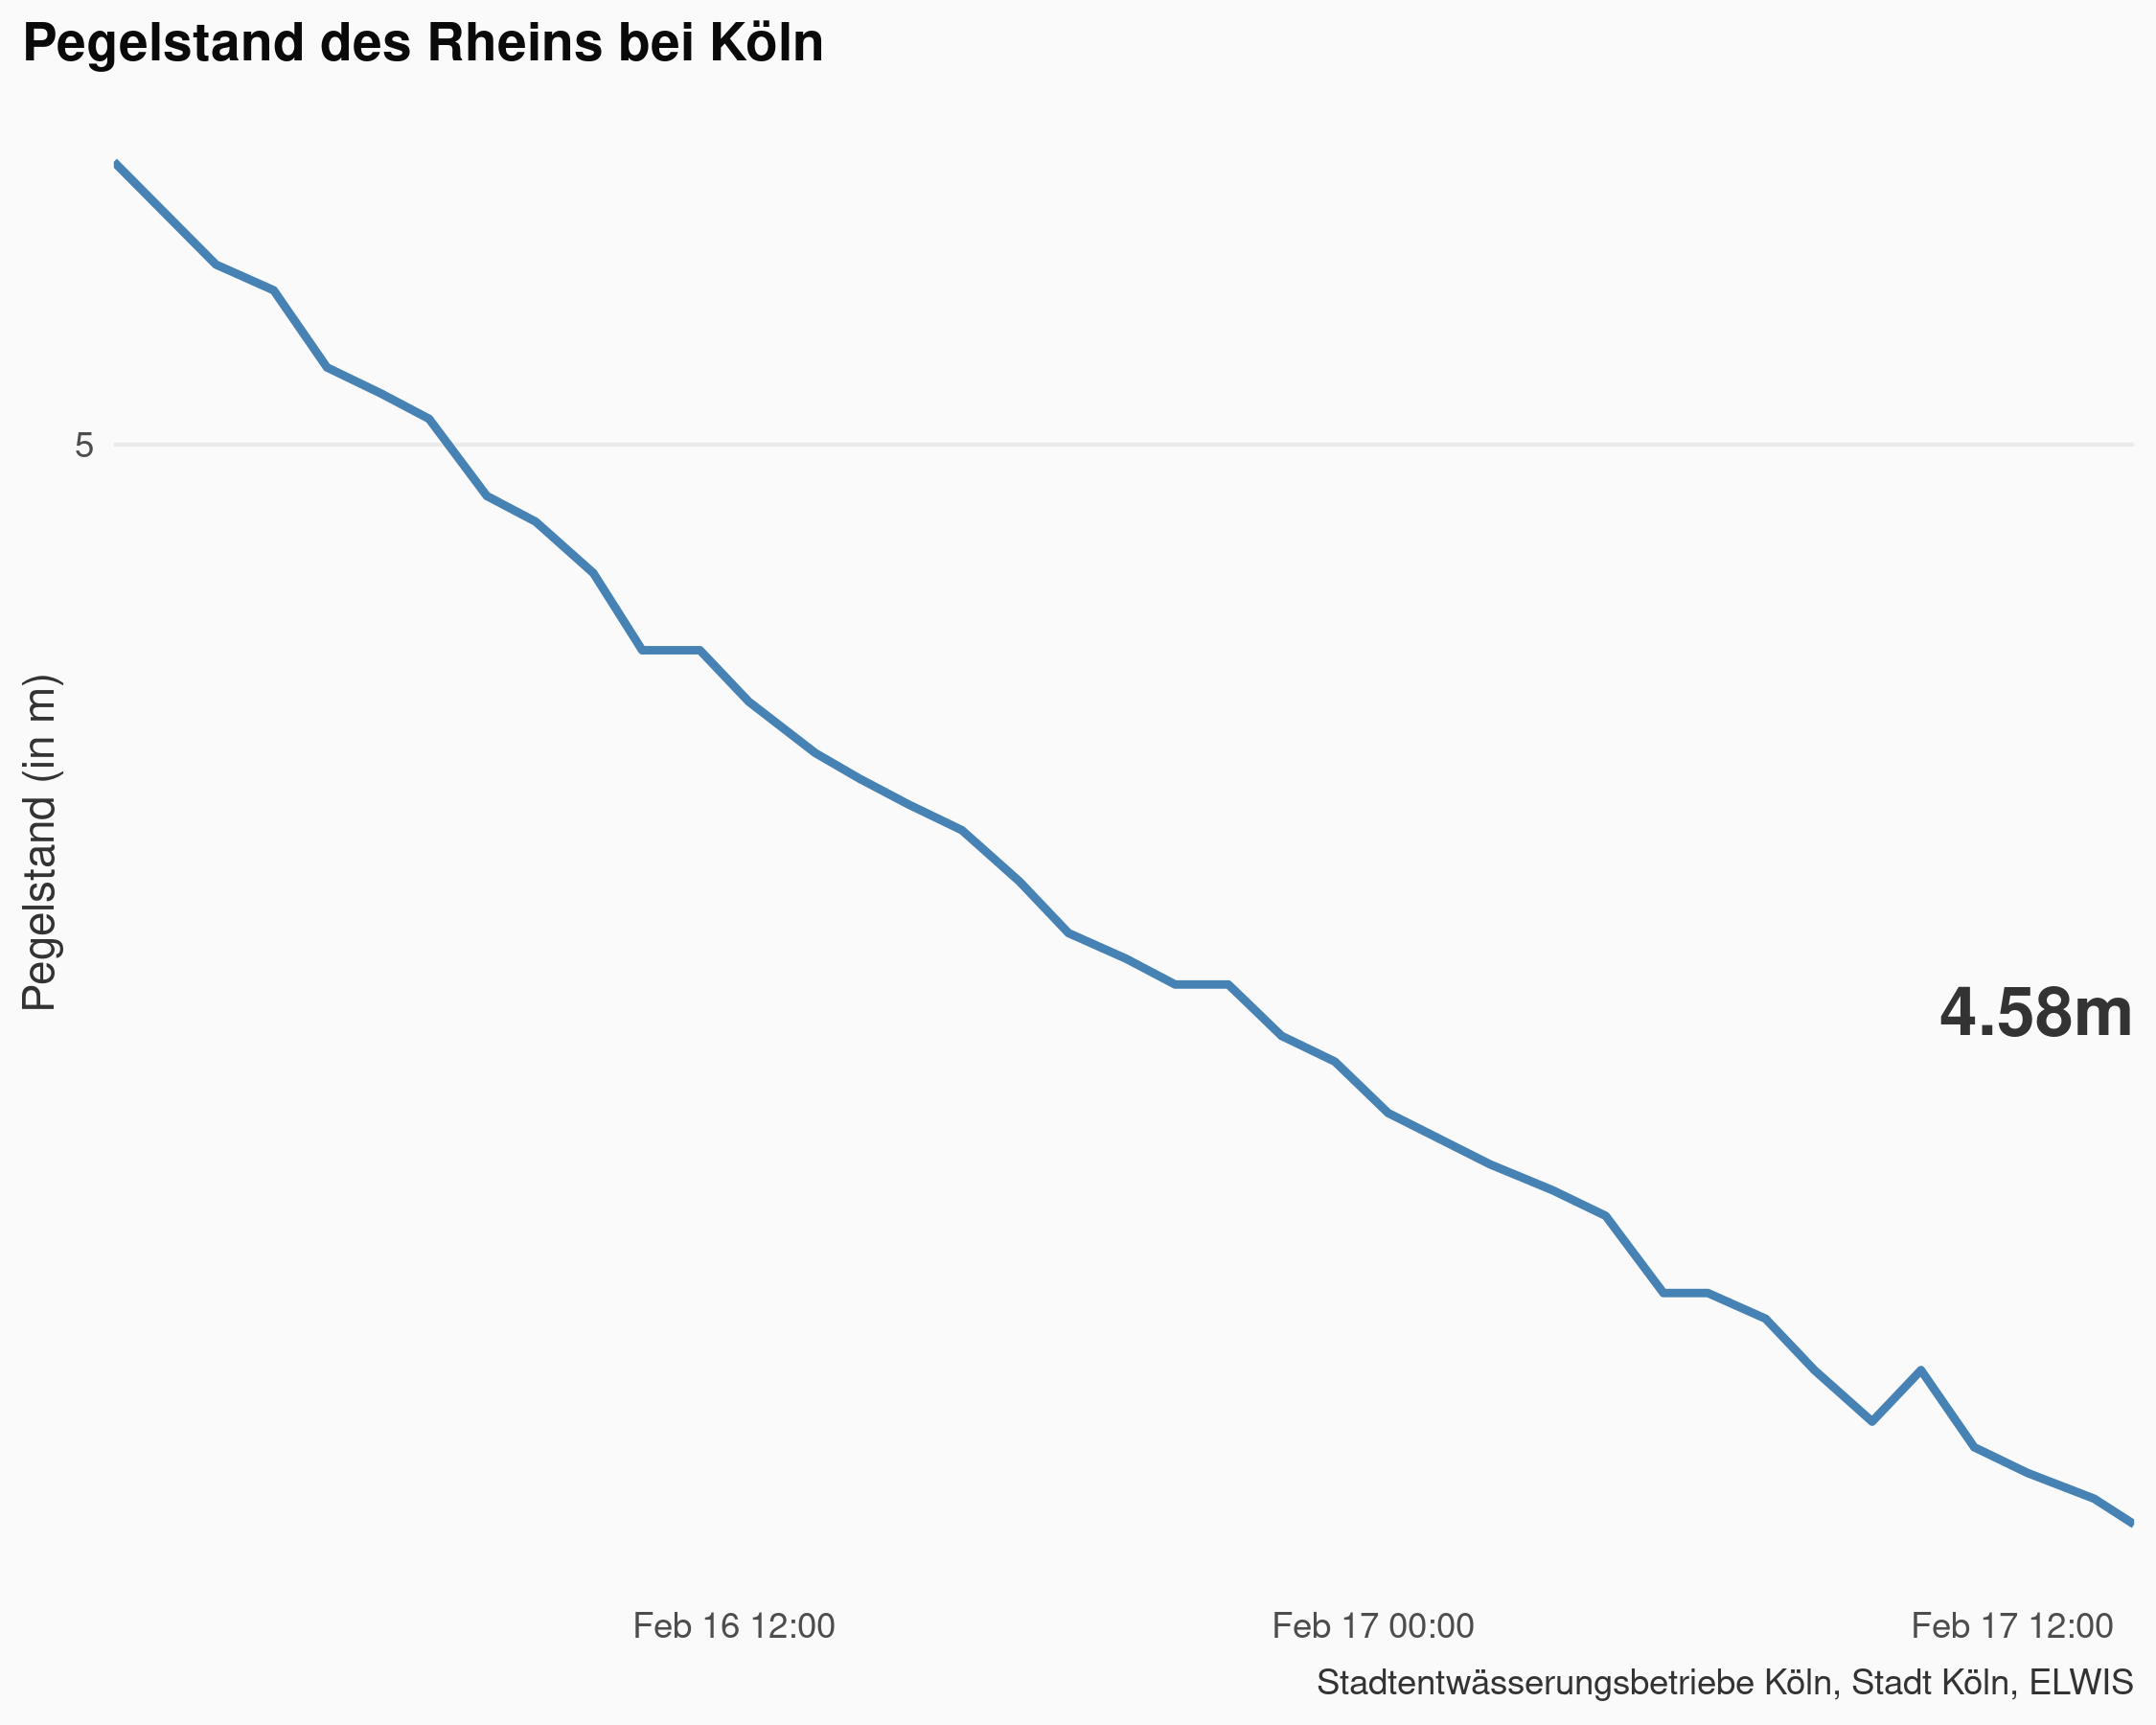 Pegelstand des Rheins bei Köln
5
Pegelstand (in m)
4.58m
Feb 16 12:00
Feb 17 00:00
Feb 17 12:00
Stadtentwässerungsbetriebe Köln, Stadt Köln, ELWIS